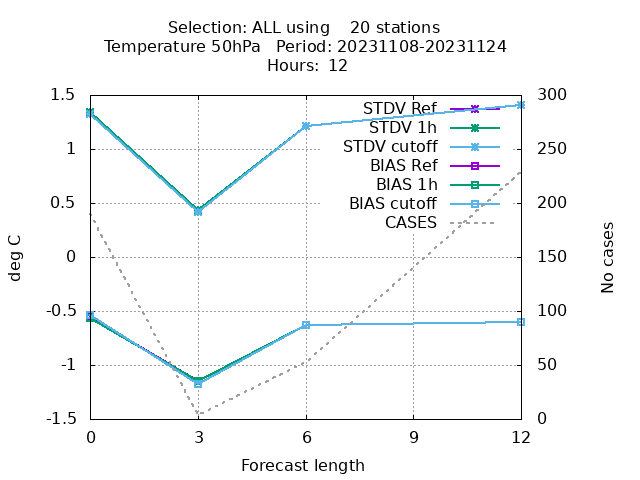 Selection: ALL using    20 stations
Temperature 50hPa   Period: 20231108-20231124
Hours: 12
1.5
1
0.5
0
-0.5
-1
-1.5
deg C
STDV Ref
STDV 1h
STDV cutoff
BIAS Ref
BIAS 1h
BIAS cutoff
CASES
300
250
200
150
100
50
0
No cases
0 3 6 9 12
Forecast length